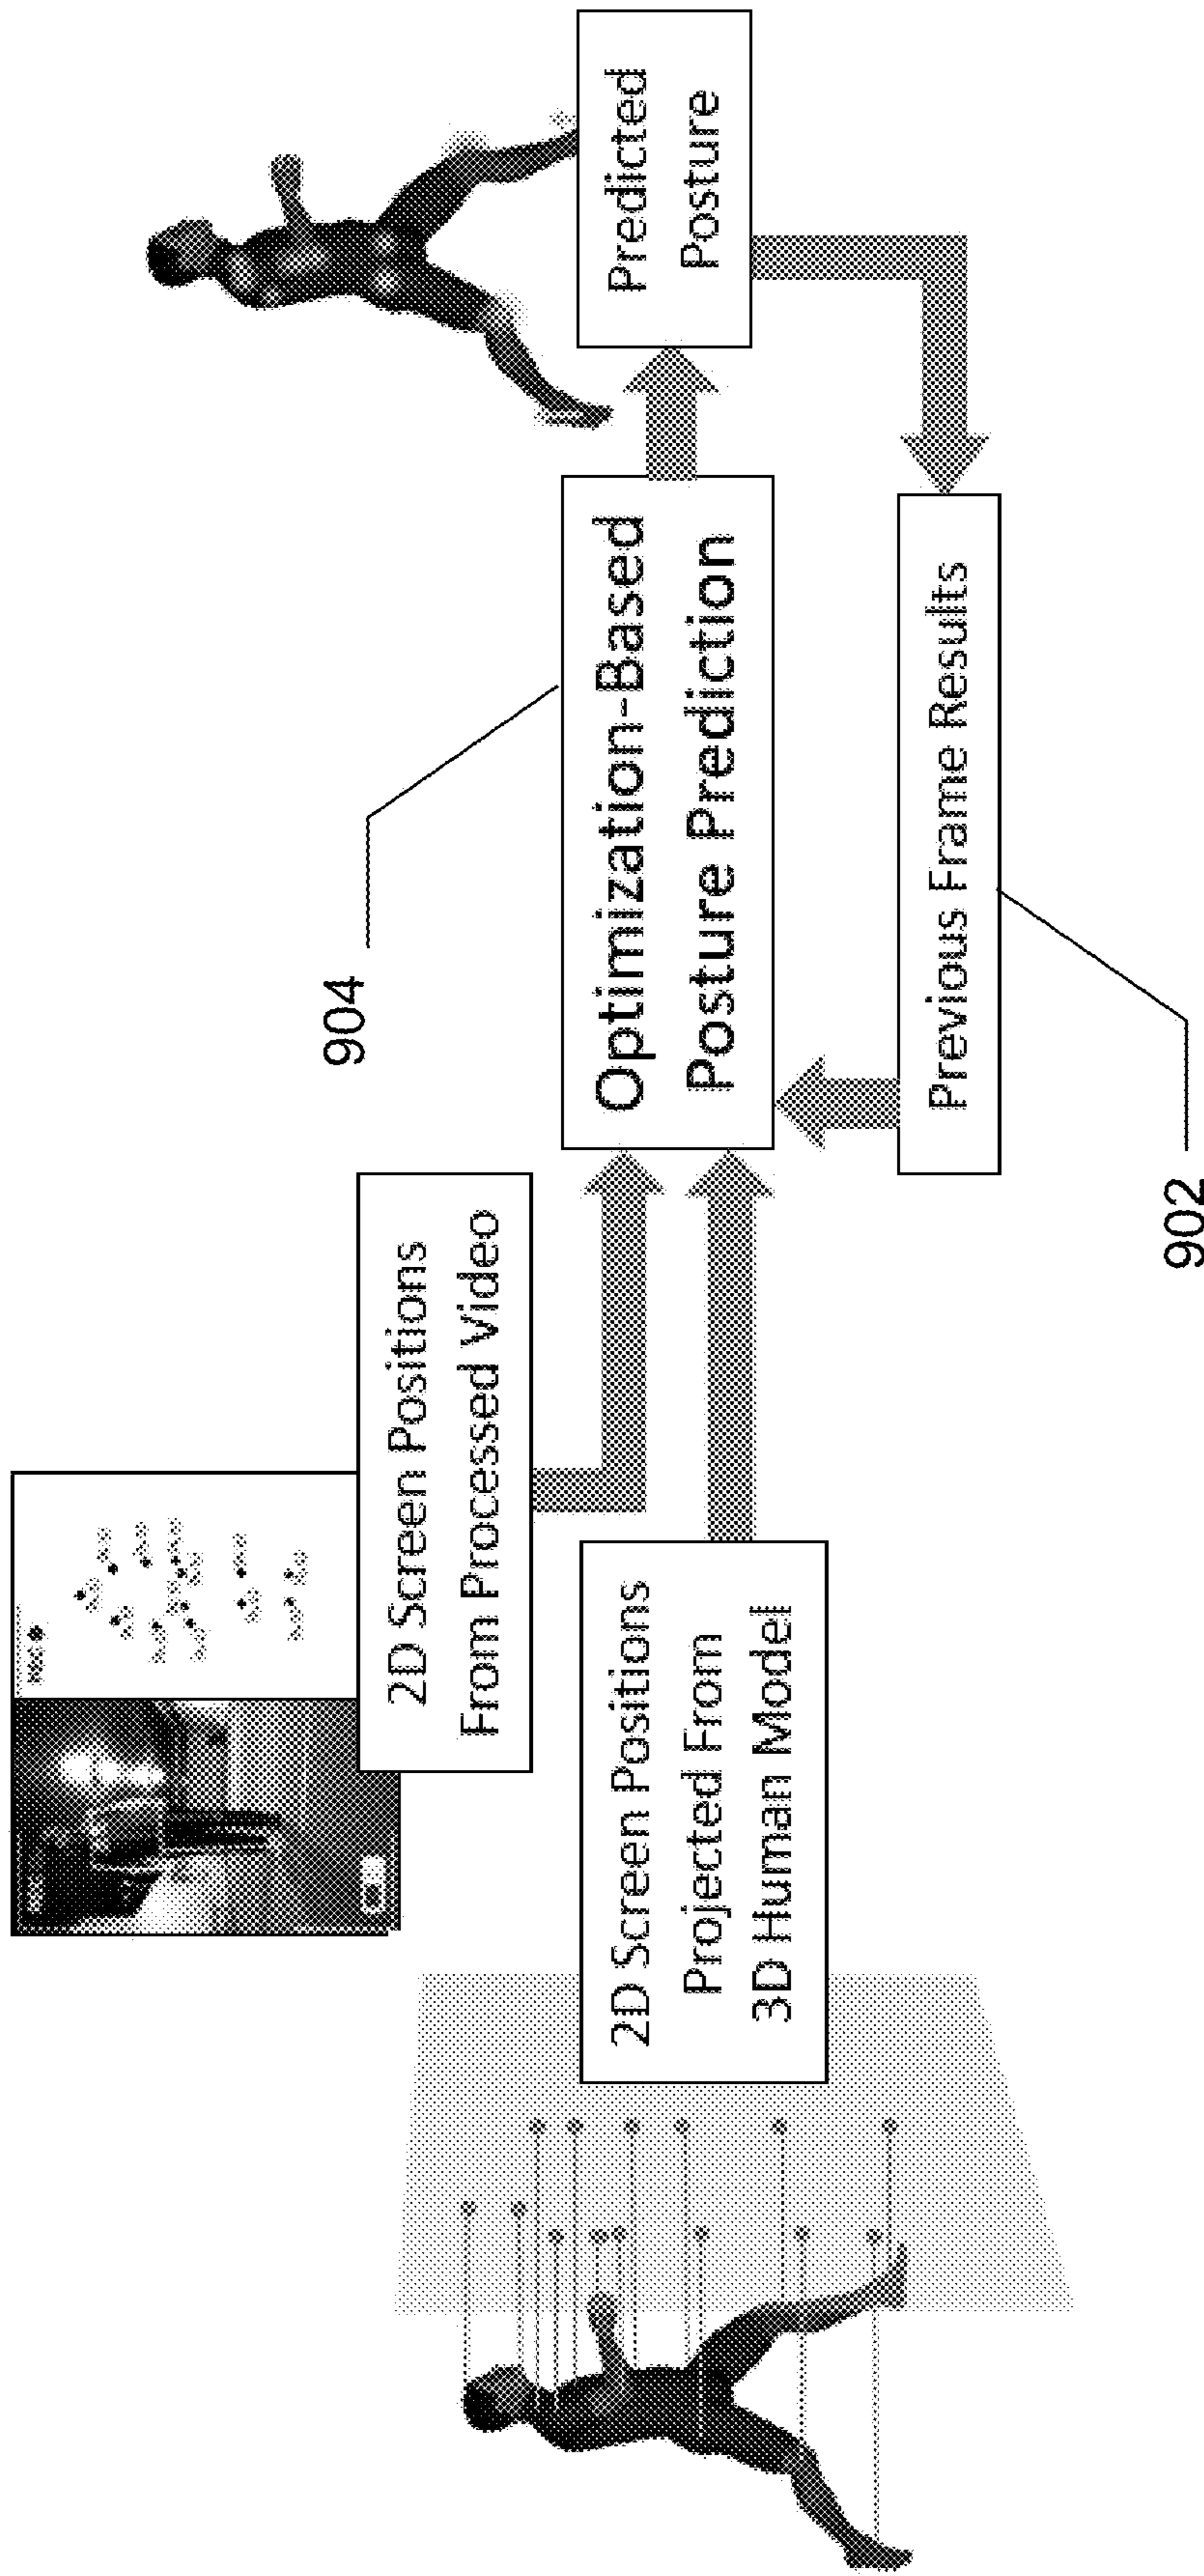 2D Screen Positions
From Processed Video
2D Screen Positions
Projected From
3D Human Model
904
Optimization-Based
Posture Prediction
Predicted
Posture
Previous Frame Results
902